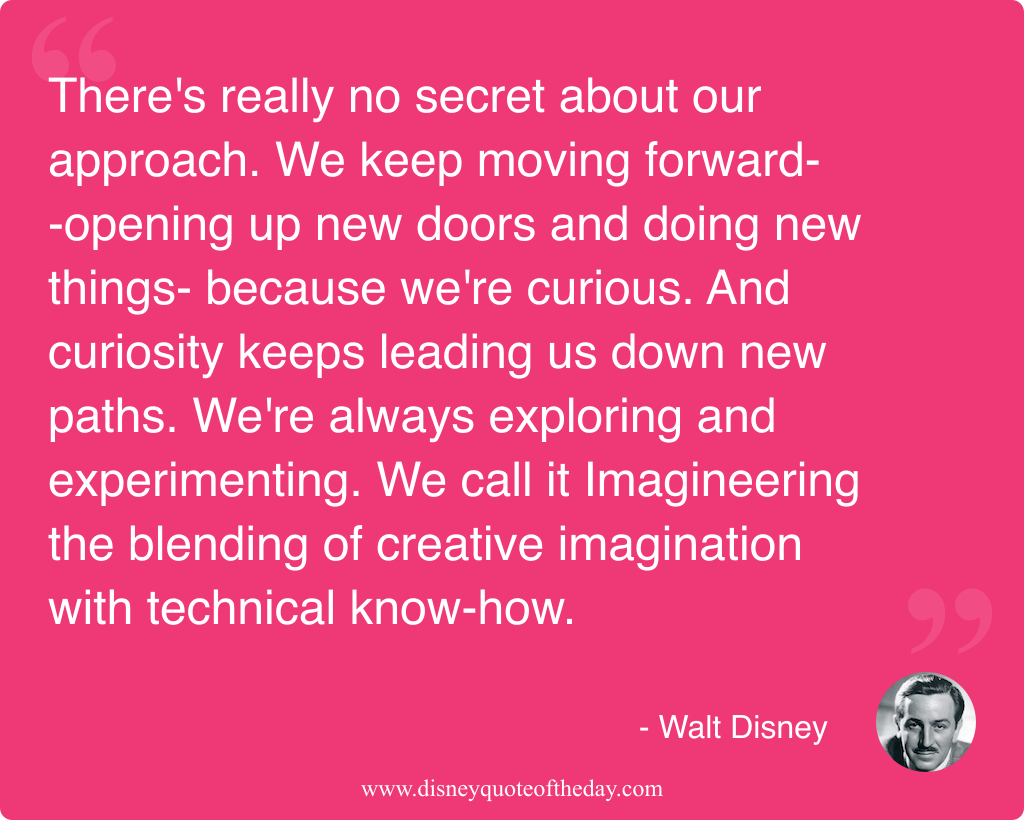 There's really no secret about our
approach. We keep moving forward-
-opening up new doors and doing new
things- because we're curious. And
curiosity keeps leading us down new
paths. We're always exploring and
experimenting. We call it Imagineering
the blending of creative imagination
with technical know-how.
- Walt Disney
www.disneyquoteoftheday.com